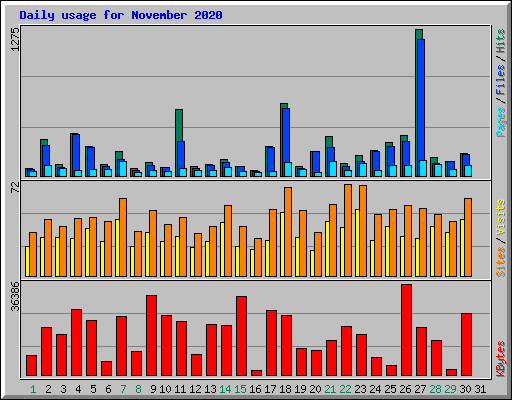 Daily usage for November 2020
1275
Pages / Files / Hits
72
Sites / Visits
36386
KBytes
1 2 3 4 5 6 7 8 9 10 11 12 13 14 15 16 17 18 19 20 21 22 23 24 25 26 27 28 29 30 31